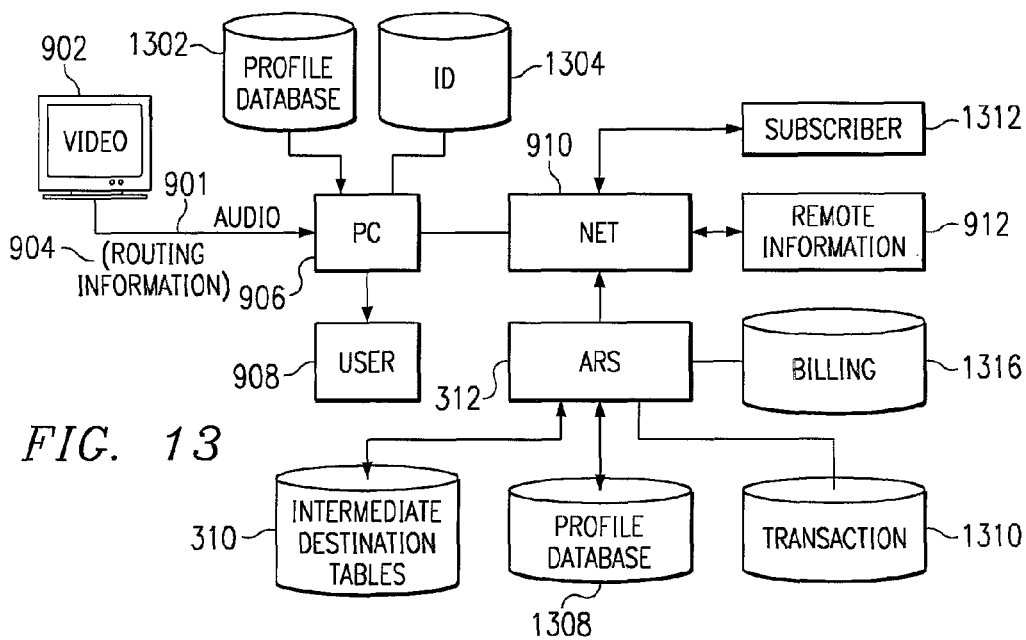 1302
902
PROFILE
DATABASE
ID
1304
VIDEO
901
AUDIO
904
(ROUTING
INFORMATION)
PC
906
910
NET
SUBSCRIBER
1312
REMOTE
INFORMATION
912
USER
908
ARS
312
BILLING
1316
FIG. 13
INTERMEDIATE
DESTINATION
TABLES
310
PROFILE
DATABASE
1308
TRANSACTION
1310